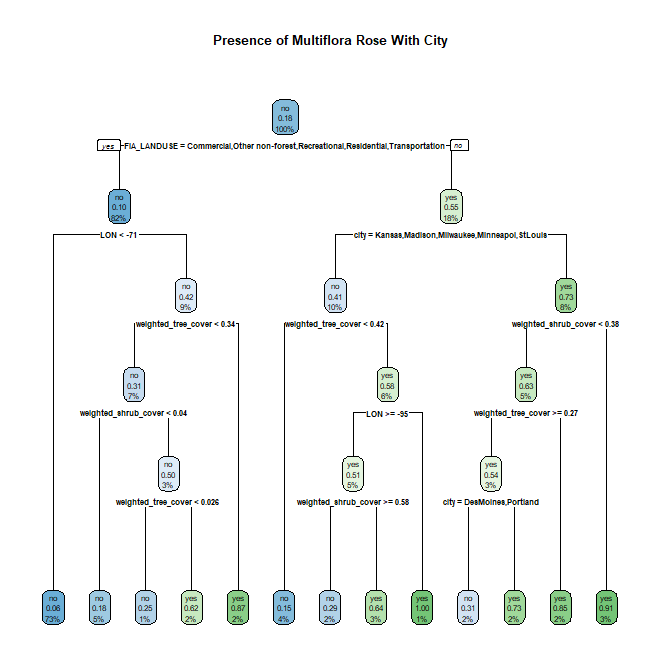 Presence of Multiflora Rose With City
no
0.18
100%
yes FIA_LANDUSE = Commercial,Other non-forest,Recreational,Residential,Transportation no
no
0.10
82%
yes
0.55
18%
LON < -71
city = Kansas,Madison,Milwaukee,Minneapol,StLouis
no
0.42
9%
no
0.41
10%
yes
0.73
8%
weighted_tree_cover < 0.34
weighted_tree_cover < 0.42
weighted_shrub_cover < 0.38
no
0.31
7%
yes
0.58
6%
yes
0.63
5%
weighted_shrub_cover < 0.04
LON >= -95
weighted_tree_cover >= 0.27
no
0.50
3%
yes
0.51
5%
yes
0.54
3%
weighted_tree_cover < 0.026
weighted_shrub_cover >= 0.58
city = DesMoines,Portland
no
0.06
73%
no
0.18
5%
no
0.25
1%
yes
0.62
2%
yes
0.87
2%
no
0.15
4%
no
0.29
2%
yes
0.64
3%
yes
1.00
1%
no
0.31
2%
yes
0.73
2%
yes
0.85
2%
yes
0.91
3%